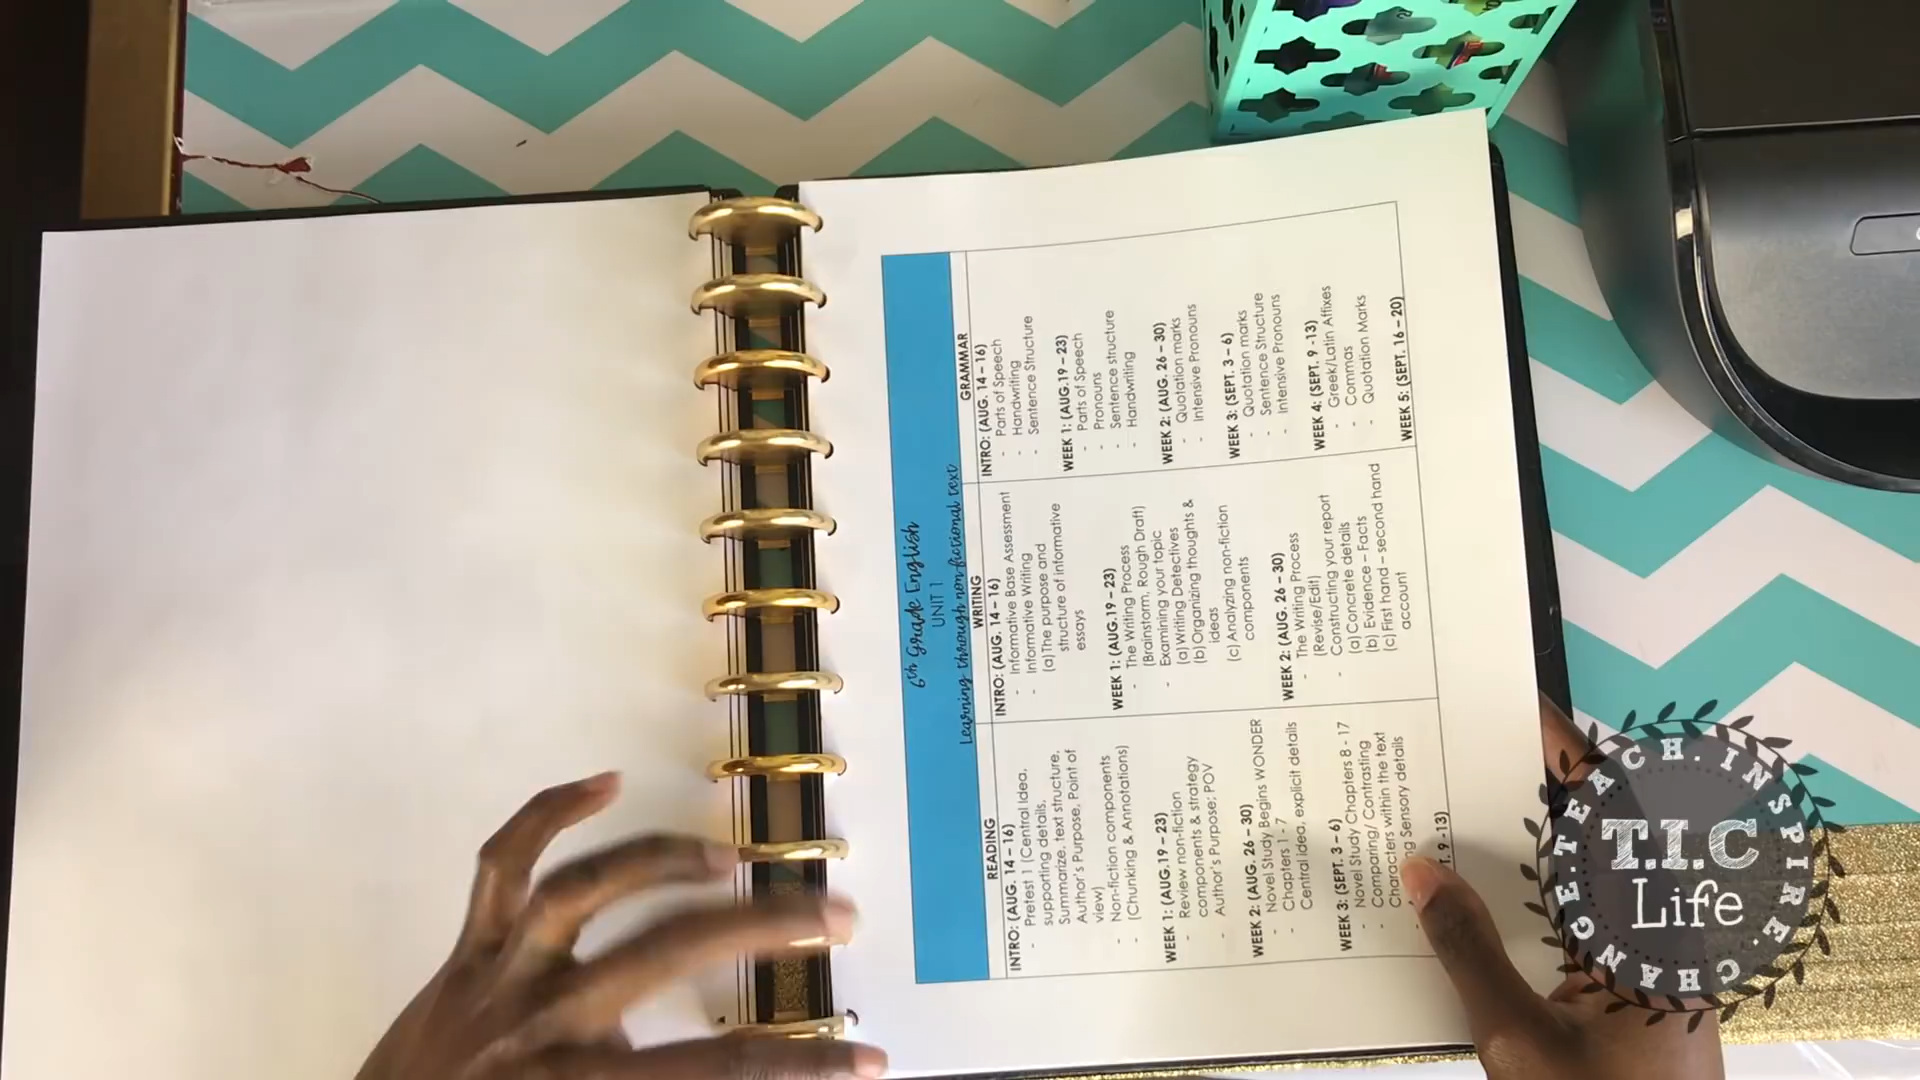 6th Grade English
UNIT 1
Learning through non-fictional text
READING
INTRO: (AUG. 14 – 16)
- Pretest 1 (Central Idea,
supporting details,
Summarize, text structure,
Author's Purpose, Point of
view)
- Non-fiction components
- (Chunking & Annotations)
WEEK 1: (AUG.19 – 23)
- Review non-fiction
components & strategy
- Author's Purpose; POV
WEEK 2: (AUG. 26 – 30)
- Novel Study Begins WONDER
- Chapters 1 - 7
- Central idea, explicit details
WEEK 3: (SEPT. 3 – 6)
- Novel Study Chapters 8 - 17
- Comparing/ Contrasting
Characters within the text
Sensory details
9 -13)
WRITING
INTRO: (AUG. 14 – 16)
- Informative Base Assessment
- Informative Writing
(a)The purpose and
structure of informative
essays
WEEK 1: (AUG.19 – 23)
- The Writing Process
(Brainstorm, Rough Draft)
- Examining your topic
(a)Writing Detectives
(b)Organizing thoughts &
ideas
(c) Analyzing non-fiction
components
WEEK 2: (AUG. 26 – 30)
- The Writing Process
(Revise/Edit)
- Constructing your report
(a)Concrete details
(b) Evidence – Facts
(c)First hand – second hand
account
GRAMMAR
INTRO: (AUG. 14 – 16)
- Parts of Speech
- Handwriting
- Sentence Structure
WEEK 1: (AUG.19 – 23)
- Parts of Speech
- Pronouns
- Sentence structure
- Handwriting
WEEK 2: (AUG. 26 – 30)
- Quotation marks
- Intensive Pronouns
WEEK 3: (SEPT. 3 – 6)
- Quotation marks
- Sentence Structure
- Intensive Pronouns
WEEK 4: (SEPT. 9 -13)
- Greek/Latin Affixes
- Commas
- Quotation Marks
WEEK 5: (SEPT. 16 – 20)
TEACH. INSPIRE. CHANGE.
T.I.C
Life